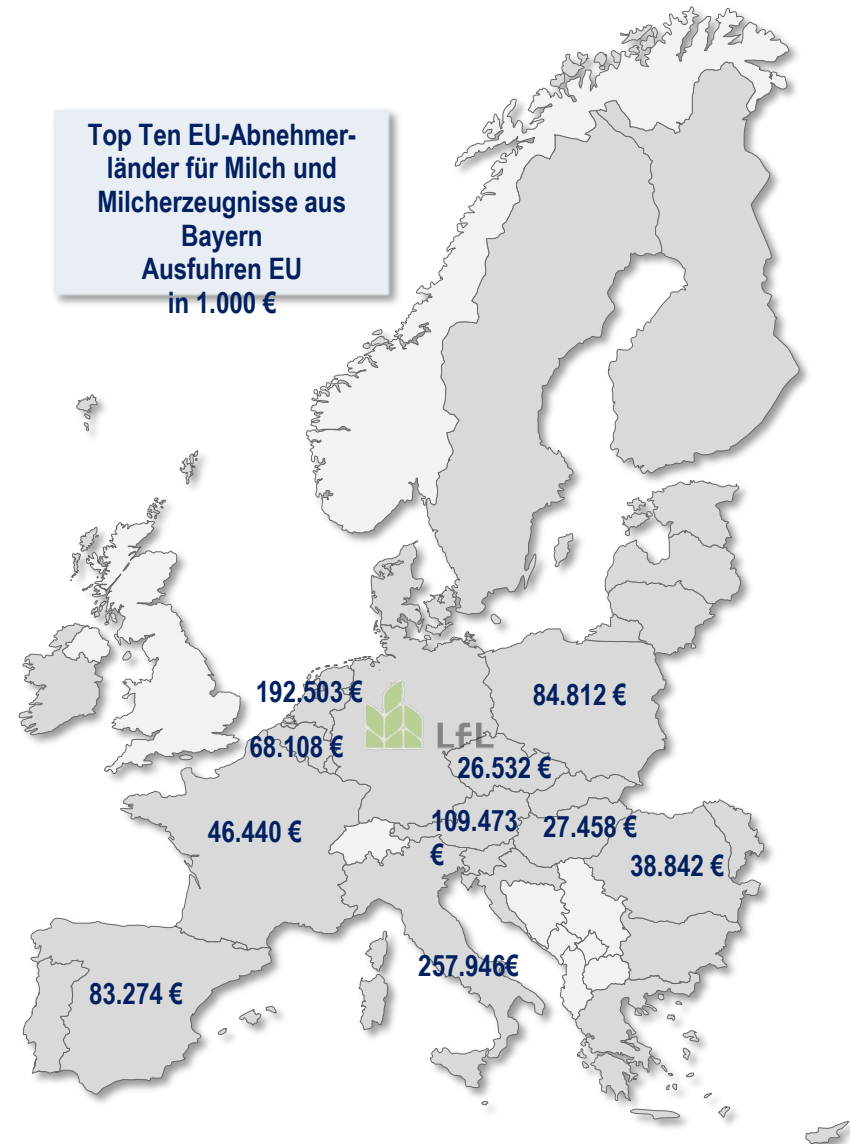 Top Ten EU-Abnehmer-
länder für Milch und
Milcherzeugnisse aus
Bayern
Ausfuhren EU
in 1.000 €
192.503 €
84.812 €
LfL
68.108 €
26.532 €
46.440 €
109.473
€
27.458 €
38.842 €
257.946€
83.274 €